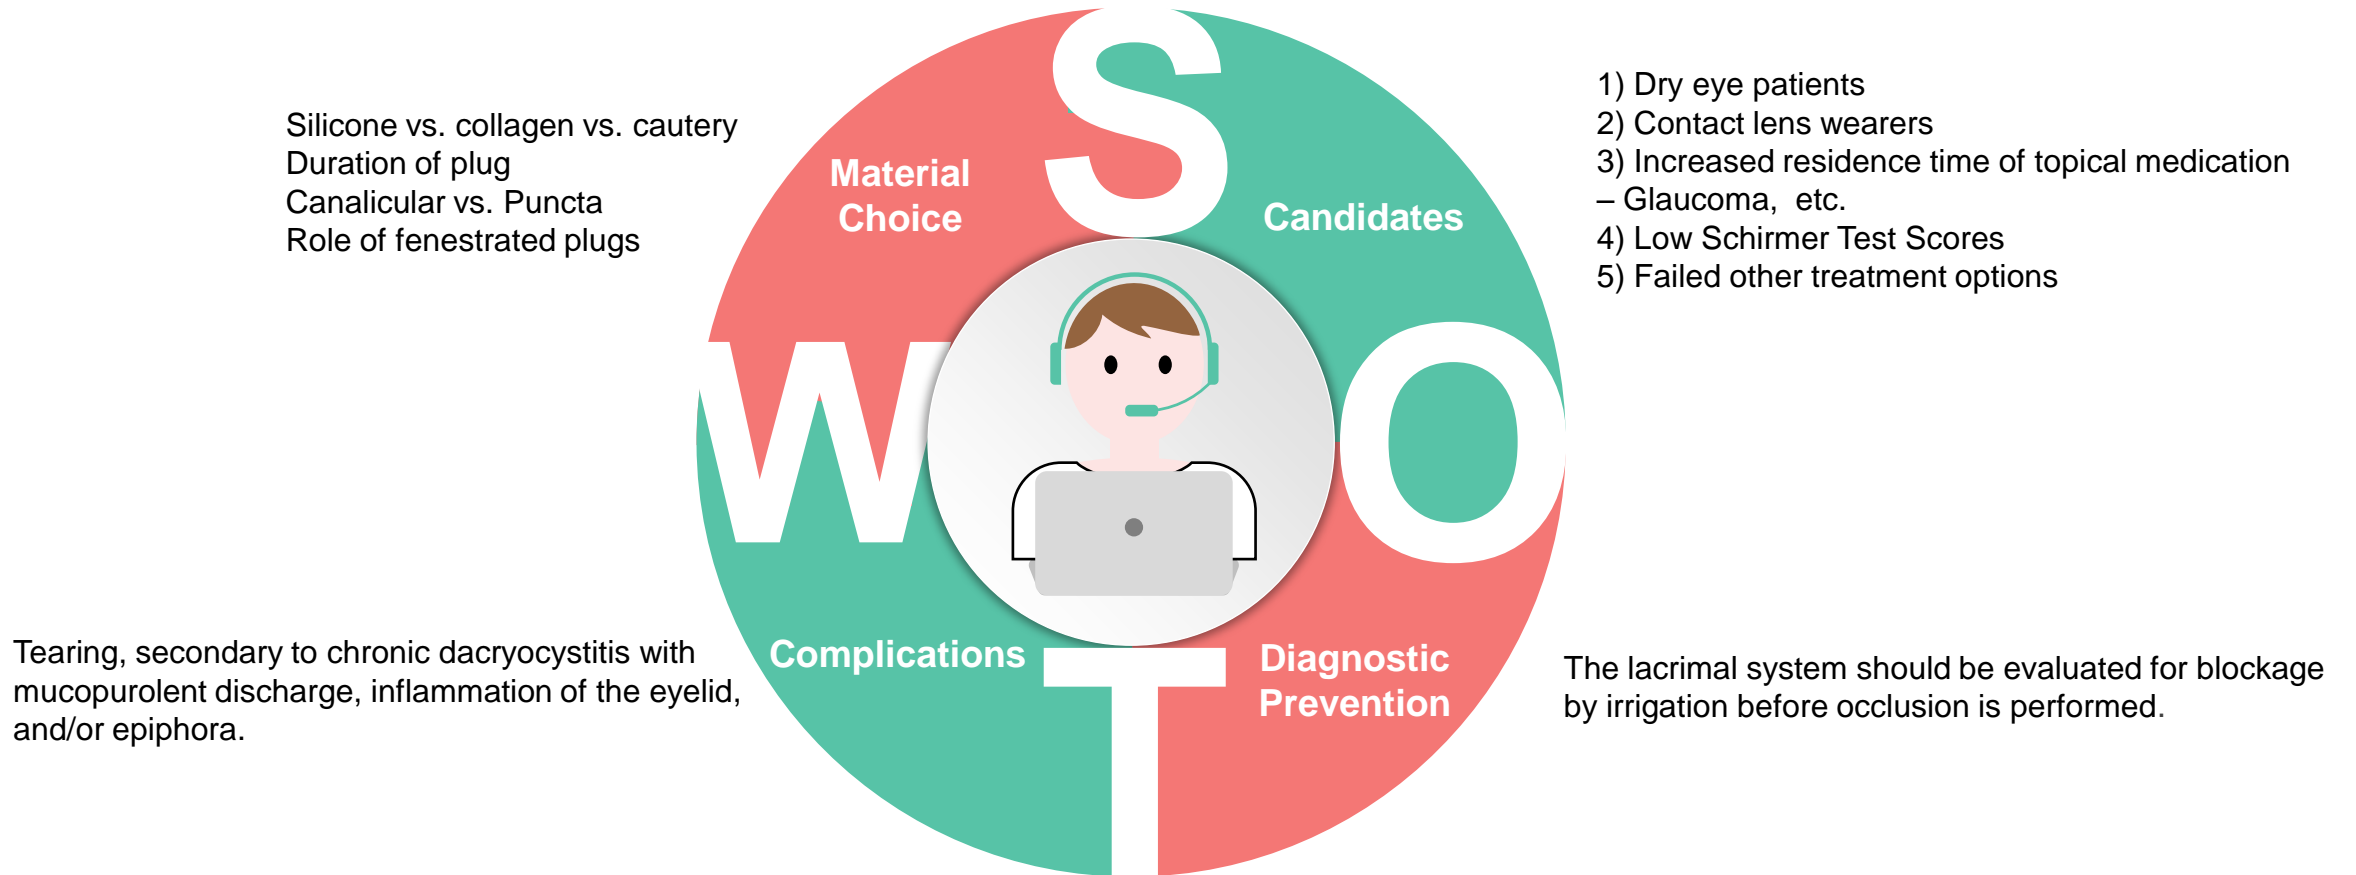 S
Silicone vs. collagen vs. cautery
Duration of plug
Canalicular vs. Puncta
Role of fenestrated plugs
Material
Choice
Candidates
1) Dry eye patients
2) Contact lens wearers
3) Increased residence time of topical medication
– Glaucoma, etc.
4) Low Schirmer Test Scores
5) Failed other treatment options
W
O
Tearing, secondary to chronic dacryocystitis with
mucopurolent discharge, inflammation of the eyelid,
and/or epiphora.
Complications
T
Diagnostic
Prevention
The lacrimal system should be evaluated for blockage
by irrigation before occlusion is performed.